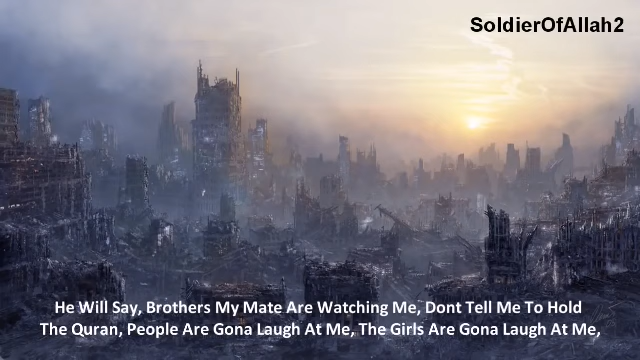 SoldierOfAllah2
He Will Say, Brothers My Mate Are Watching Me, Dont Tell Me To Hold
The Quran, People Are Gona Laugh At Me, The Girls Are Gona Laugh At Me,